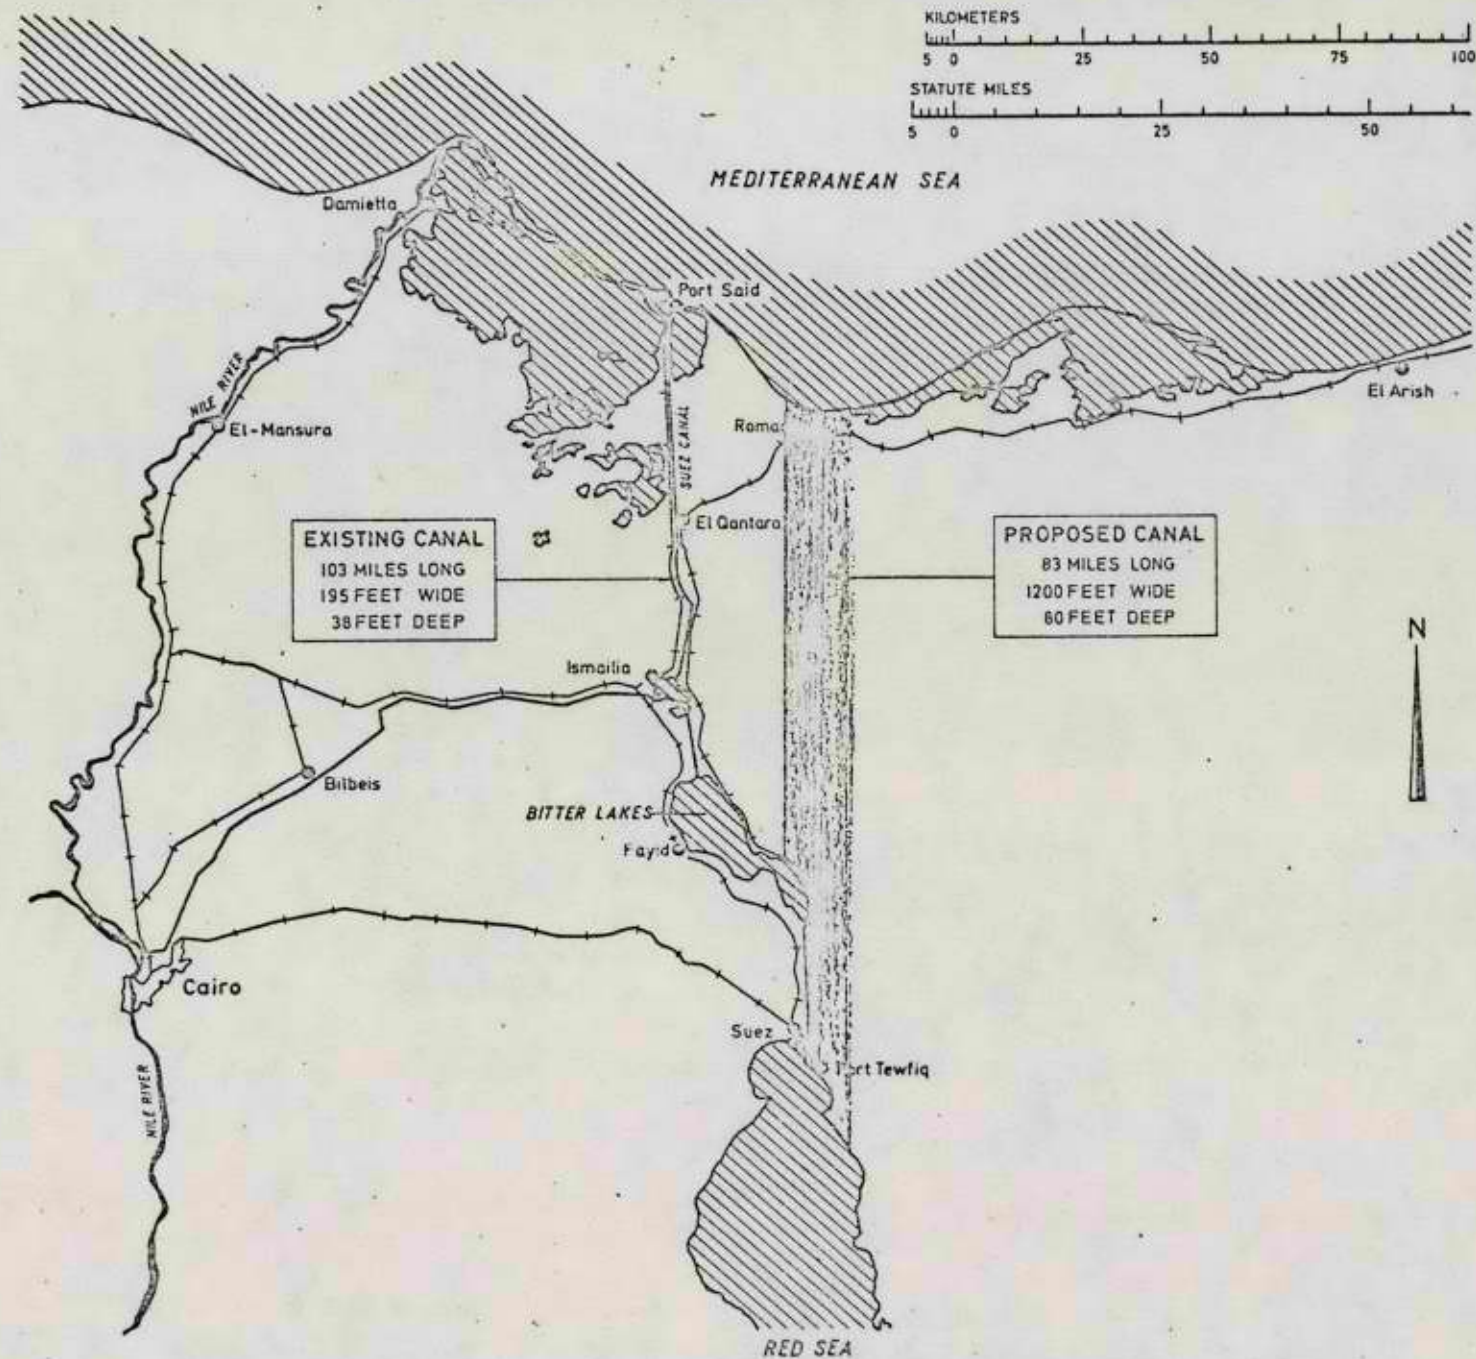 KILOMETERS
5 0 25 50 75 100
STATUTE MILES
5 0 25 50
MEDITERRANEAN SEA
Damietta
Port Said
NILE RIVER
El Arish
El-Mansura
SUEZ CANAL
Roma
El Qantara
EXISTING CANAL
103 MILES LONG
195 FEET WIDE
38 FEET DEEP
PROPOSED CANAL
83 MILES LONG
1200 FEET WIDE
60 FEET DEEP
N
Ismailia
Bilbeis
BITTER LAKES
Fayid
Cairo
Suez
Port Tewfiq
NILE RIVER
RED SEA